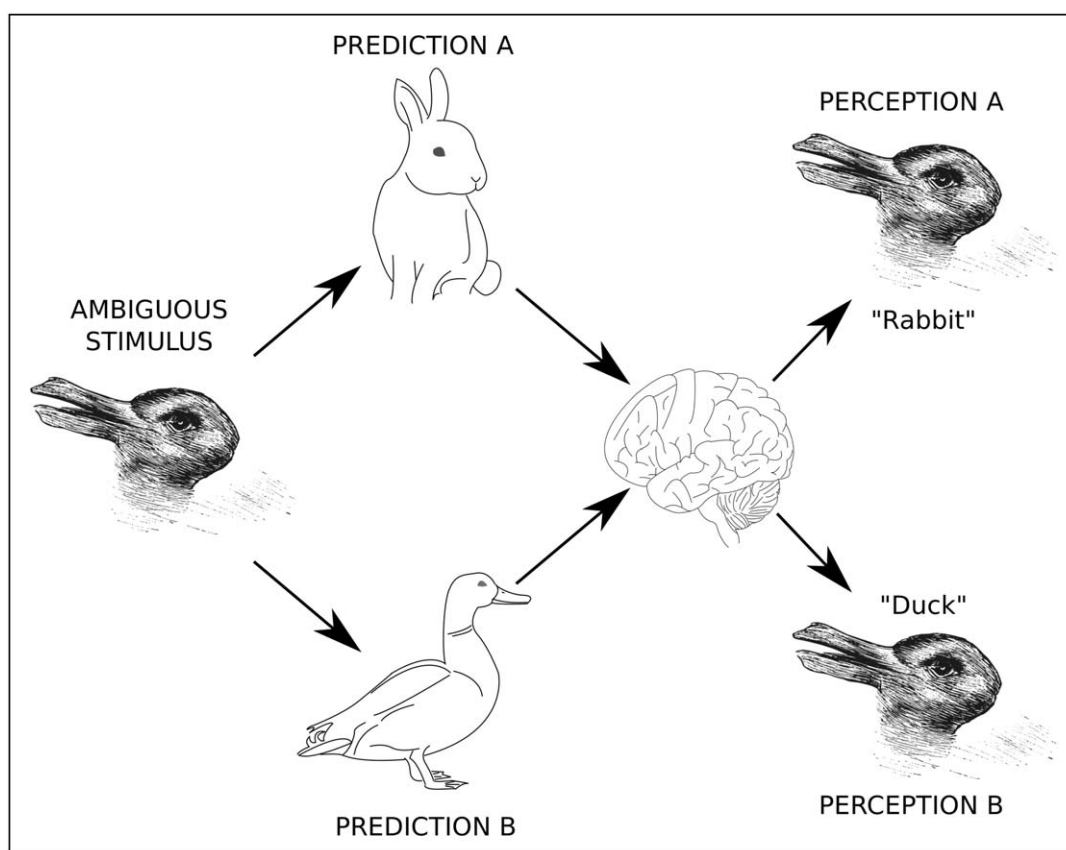 PREDICTION A
PERCEPTION A
"Rabbit"
AMBIGUOUS
STIMULUS
"Duck"
PREDICTION B
PERCEPTION B